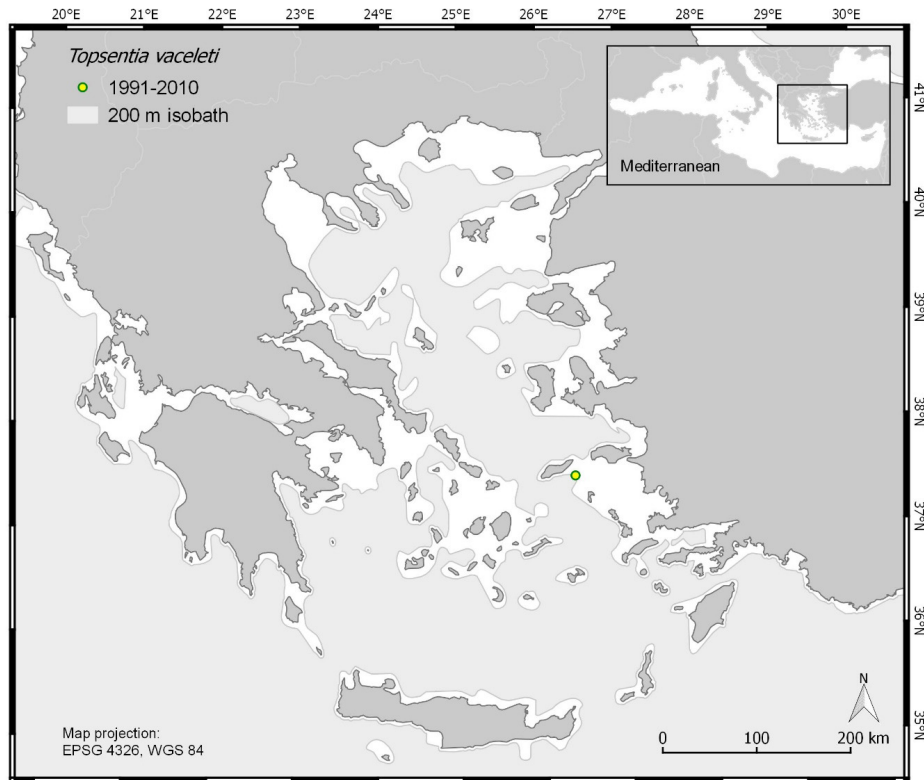 20°E 21°E 22°E 23°E 24°E 25°E 26°E 27°E 28°E 29°E 30°E
Topsentia vaceleti
1991-2010
200 m isobath
Mediterranean
41°N
40°N
39°N
38°N
37°N
36°N
35°N
N
Map projection:
EPSG 4326, WGS 84
0 100 200 km